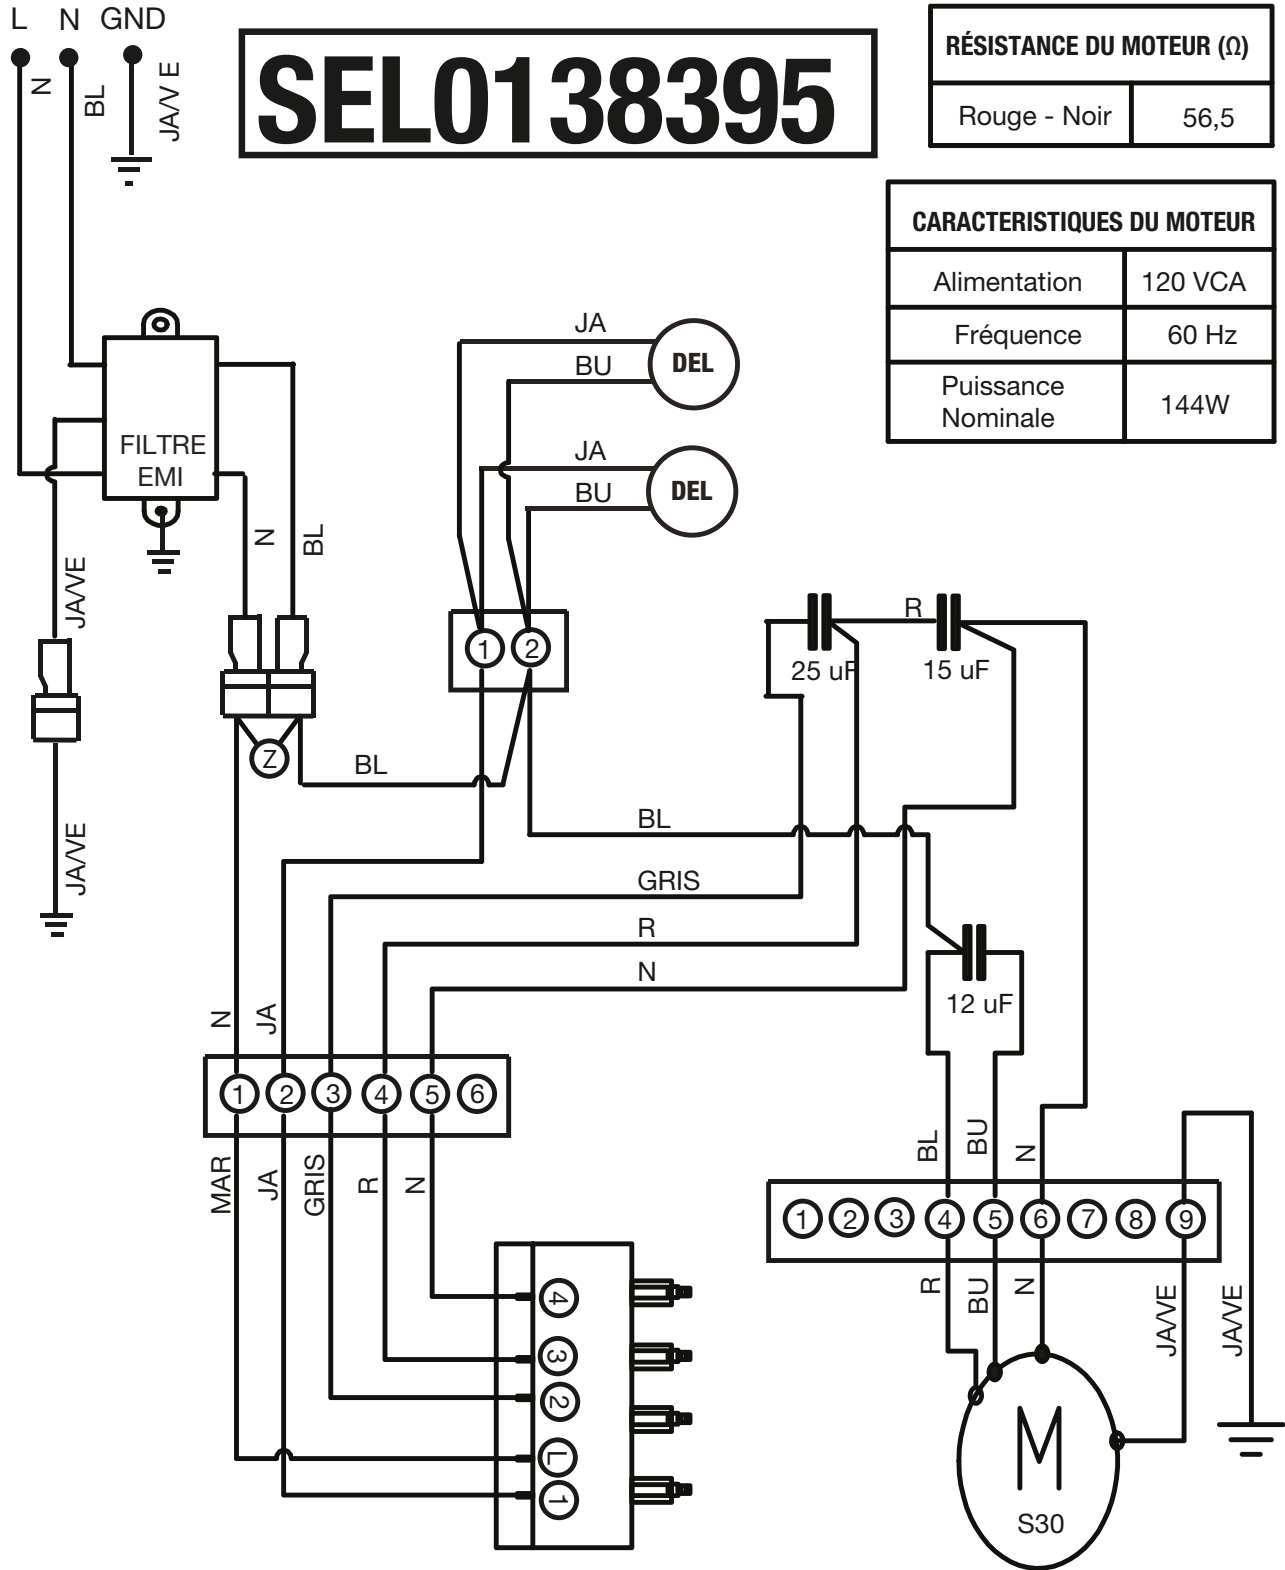 L N GND
N
BL
JA/V E
SEL0138395
RÉSISTANCE DU MOTEUR (Ω)
Rouge - Noir 56,5
CARACTERISTIQUES DU MOTEUR
Alimentation 120 VCA
Fréquence 60 Hz
Puissance
Nominale
144W
FILTRE
EMI
JA
BU
DEL
JA
BU
DEL
N
BL
JA/VE
1 2
25 uF
R
15 uF
Z
BL
BL
JA/VE
GRIS
R
N
12 uF
N
JA
1 2 3 4 5 6
MAR
JA
GRIS
R
N
BL
BU
N
1 2 3 4 5 6 7 8 9
R
BU
N
JA/VE
JA/VE
4
3
2
L
1
M
S30